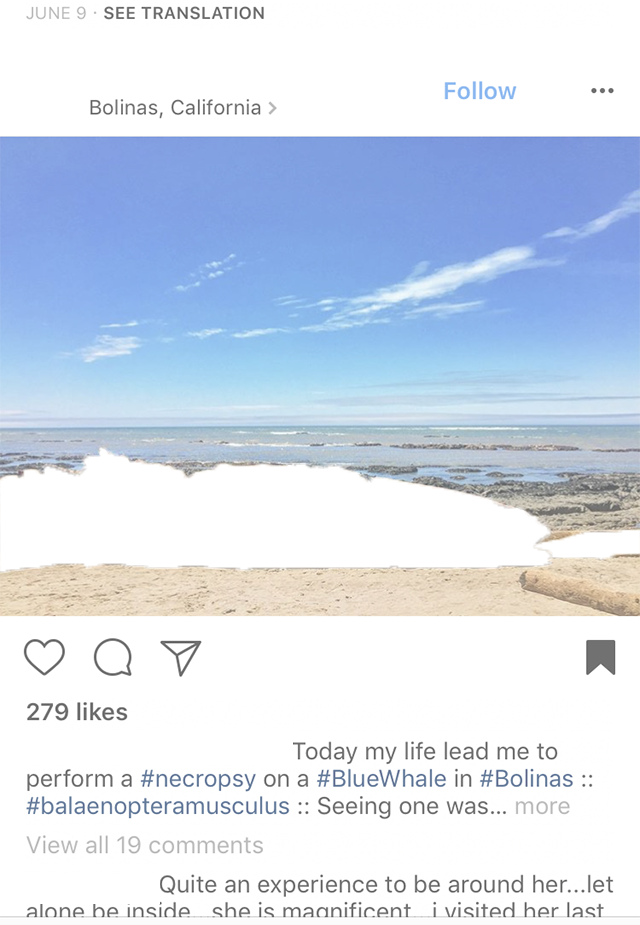 JUNE 9 · SEE TRANSLATION
Follow
Bolinas, California
279 likes
Today my life lead me to
perform a #necropsy on a #BlueWhale in #Bolinas ::
#balaenopteramusculus :: Seeing one was... more
View all 19 comments
Quite an experience to be around her...let
alone be inside...she is magnificent...i visited her last